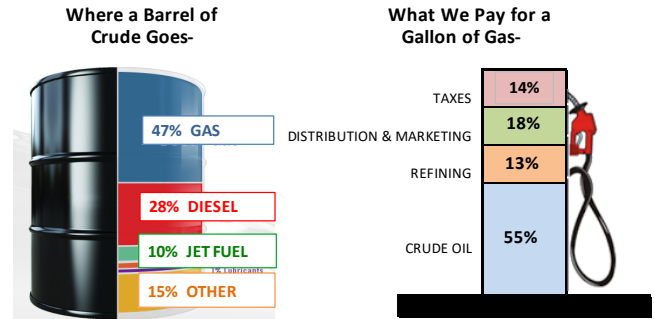 Where a Barrel of
Crude Goes-
47% GAS
28% DIESEL
10% JET FUEL
1% Lubricants
15% OTHER
What We Pay for a
Gallon of Gas-
TAXES 14%
DISTRIBUTION & MARKETING 18%
REFINING 13%
CRUDE OIL 55%